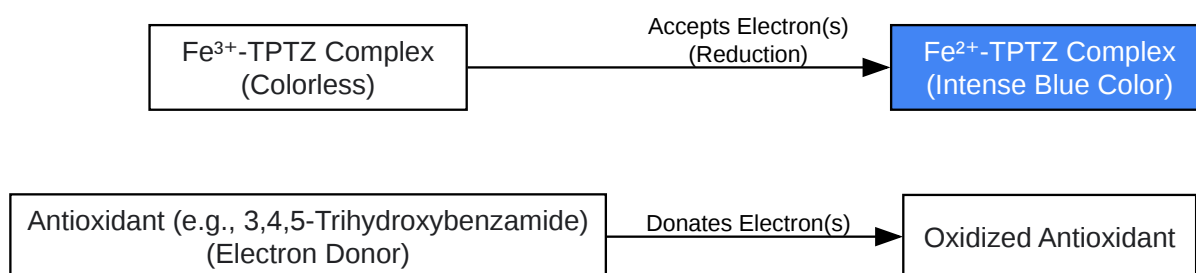 Fe³⁺-TPTZ Complex
(Colorless)
Accepts Electron(s)
(Reduction)
Fe²⁺-TPTZ Complex
(Intense Blue Color)
Antioxidant (e.g., 3,4,5-Trihydroxybenzamide)
(Electron Donor)
Donates Electron(s)
Oxidized Antioxidant